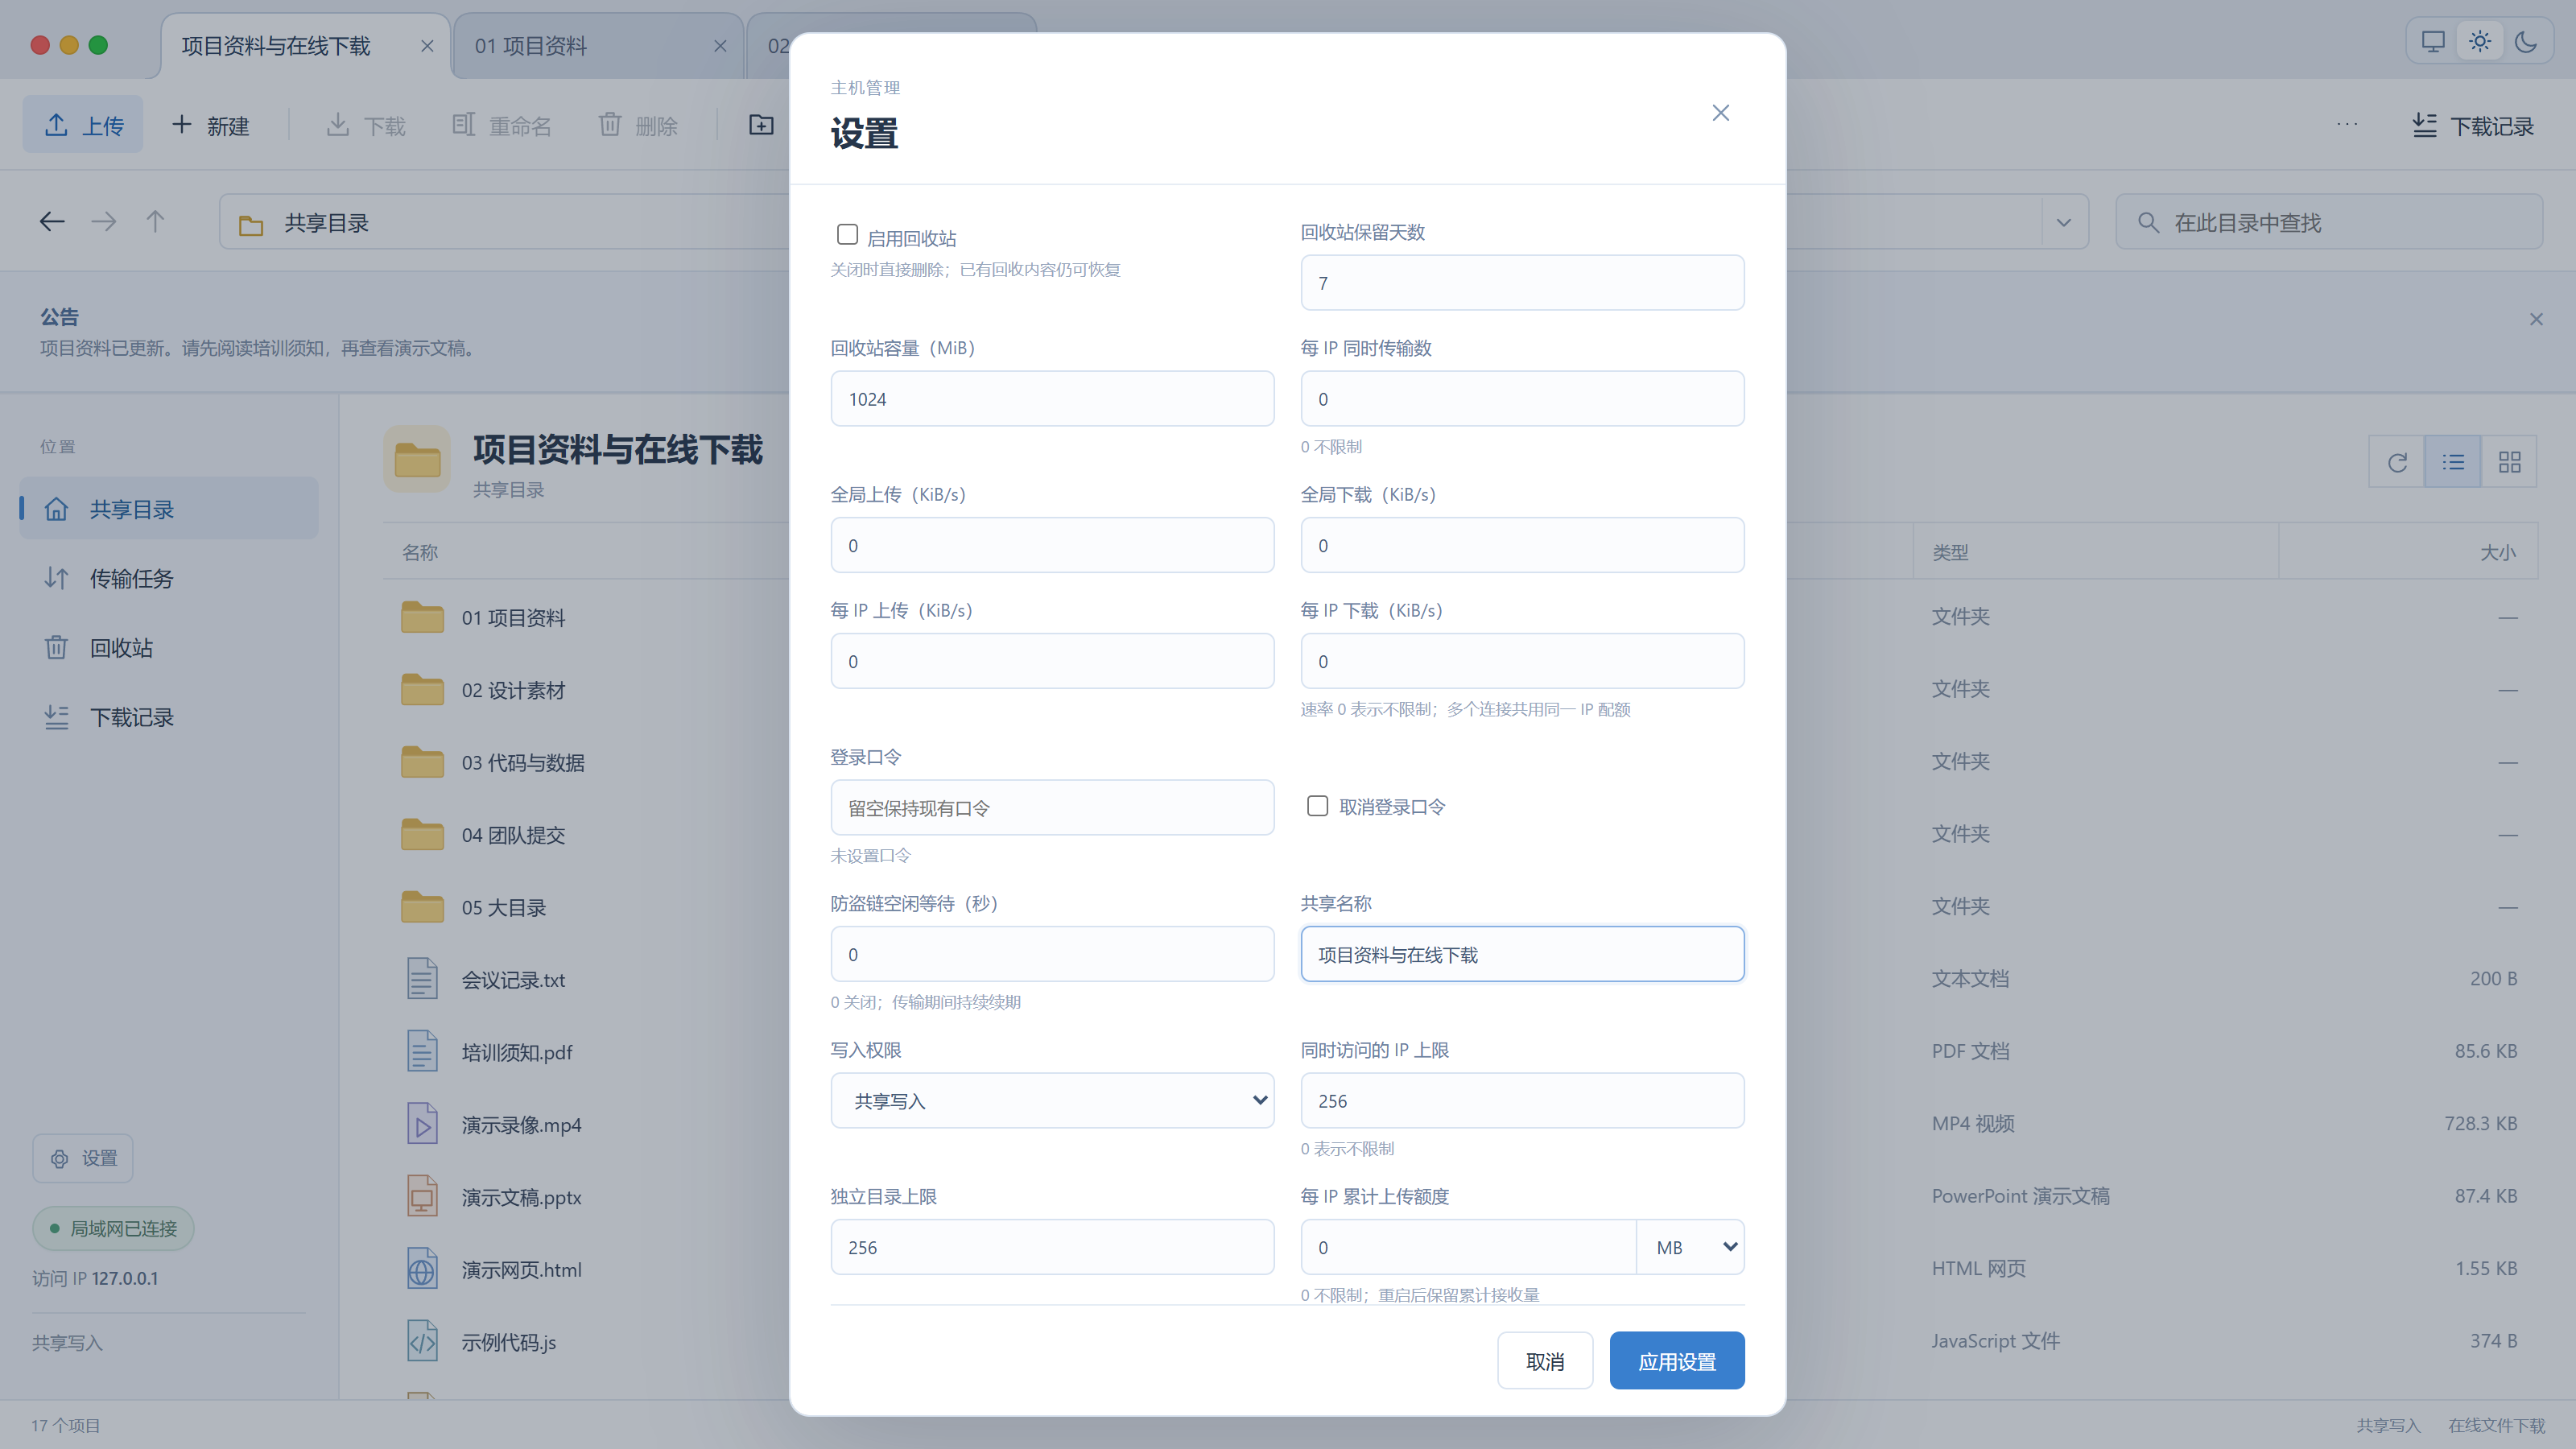 项目资料与在线下载
01 项目资料
02
上传
新建
下载
重命名
删除
···
下载记录
共享目录
在此目录中查找
公告
项目资料已更新。请先阅读培训须知，再查看演示文稿。
位置
共享目录
传输任务
回收站
下载记录
设置
局域网已连接
访问 IP 127.0.0.1
共享写入
项目资料与在线下载
共享目录
名称
类型
大小
01 项目资料
文件夹
—
02 设计素材
文件夹
—
03 代码与数据
文件夹
—
04 团队提交
文件夹
—
05 大目录
文件夹
—
会议记录.txt
文本文档
200 B
培训须知.pdf
PDF 文档
85.6 KB
演示录像.mp4
MP4 视频
728.3 KB
演示文稿.pptx
PowerPoint 演示文稿
87.4 KB
演示网页.html
HTML 网页
1.55 KB
示例代码.js
JavaScript 文件
374 B
17 个项目
共享写入
在线文件下载
主机管理
设置
启用回收站
关闭时直接删除；已有回收内容仍可恢复
回收站保留天数
7
回收站容量（MiB）
1024
每 IP 同时传输数
0
0 不限制
全局上传（KiB/s）
0
全局下载（KiB/s）
0
每 IP 上传（KiB/s）
0
每 IP 下载（KiB/s）
0
速率 0 表示不限制；多个连接共用同一 IP 配额
登录口令
留空保持现有口令
未设置口令
取消登录口令
防盗链空闲等待（秒）
0
0 关闭；传输期间持续续期
共享名称
项目资料与在线下载
写入权限
共享写入
同时访问的 IP 上限
256
0 表示不限制
独立目录上限
256
每 IP 累计上传额度
0
MB
0 不限制；重启后保留累计接收量
取消
应用设置